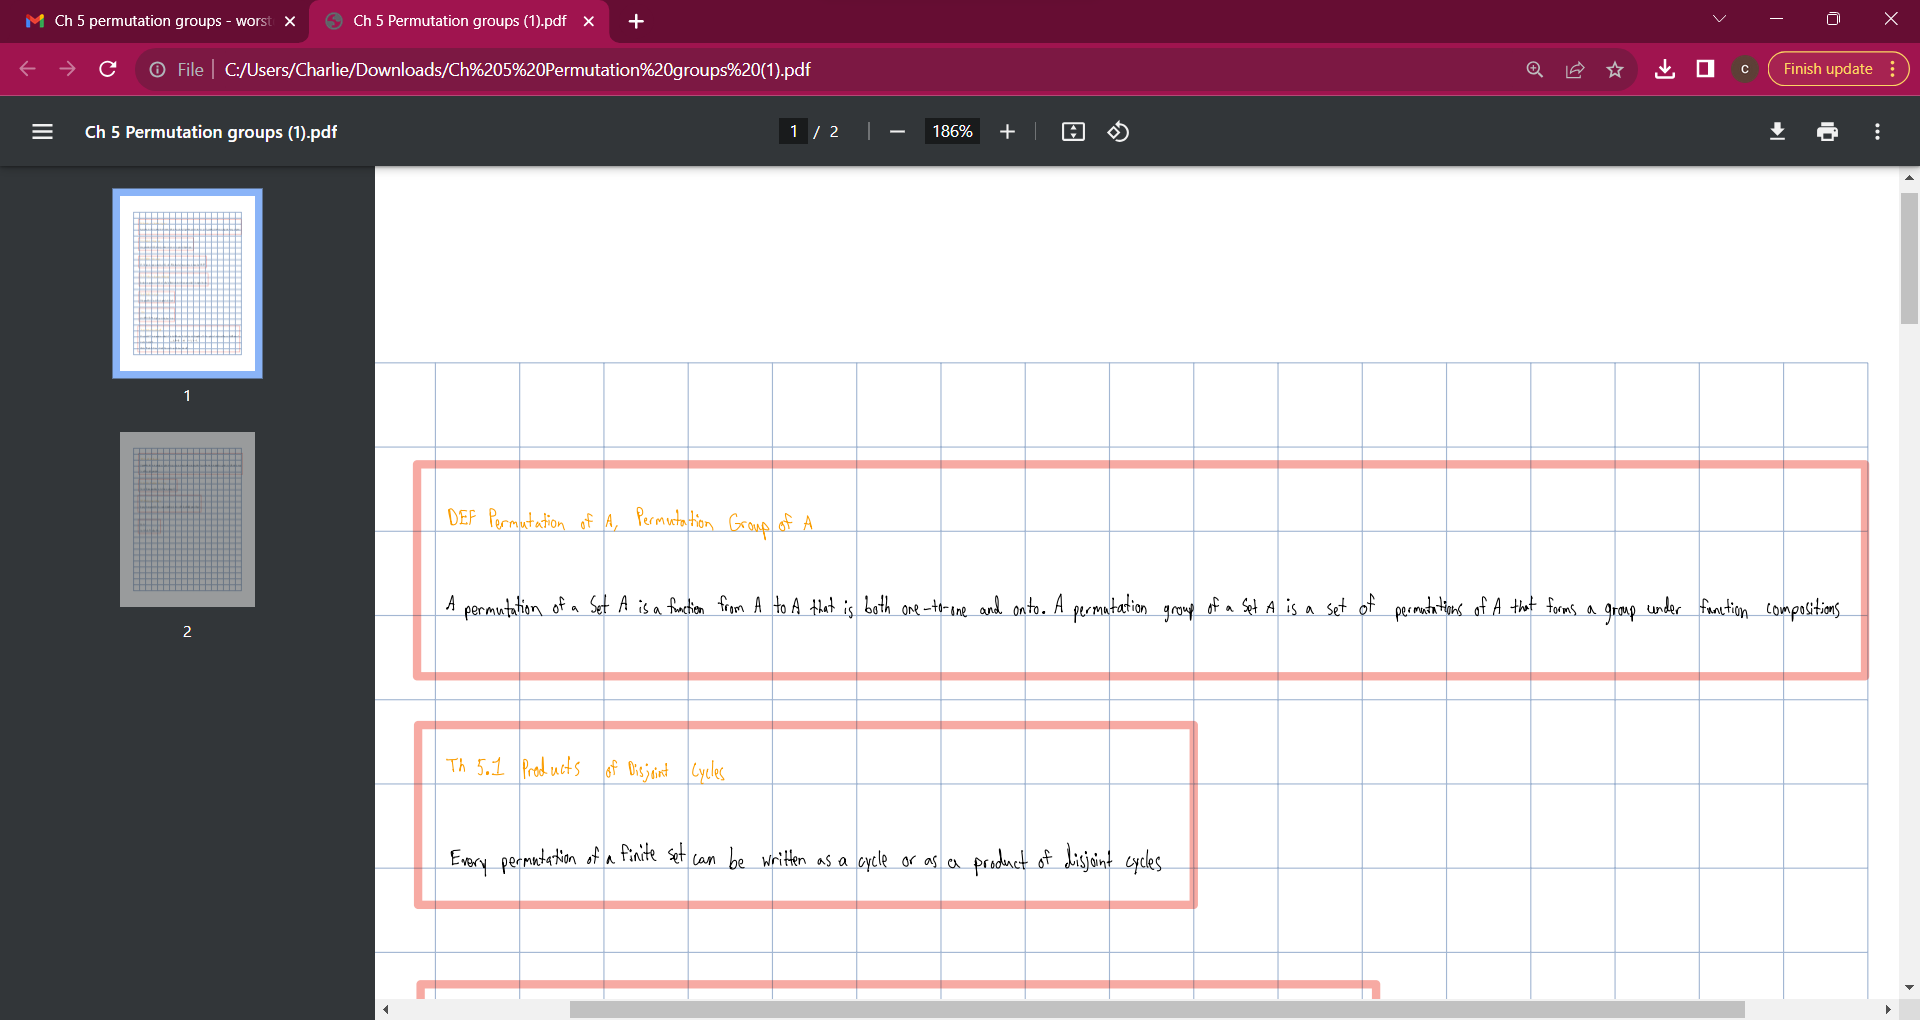 Ch 5 permutation groups - worst
Ch 5 Permutation groups (1).pdf
File
C:/Users/Charlie/Downloads/Ch%205%20Permutation%20groups%20(1).pdf
C
Finish update
Ch 5 Permutation groups (1).pdf
1 / 2
186%
1
2
DEF Permutation of A, Permutation Group of A
A permutation of a Set A is a function from A to A that is both one-to-one and onto. A permutation group of a set A is a set of permutations of A that forms a group under function compositions
Th 5.1 Products of Disjoint Cycles
Every permutation of a finite set can be written as a cycle or as a product of disjoint cycles